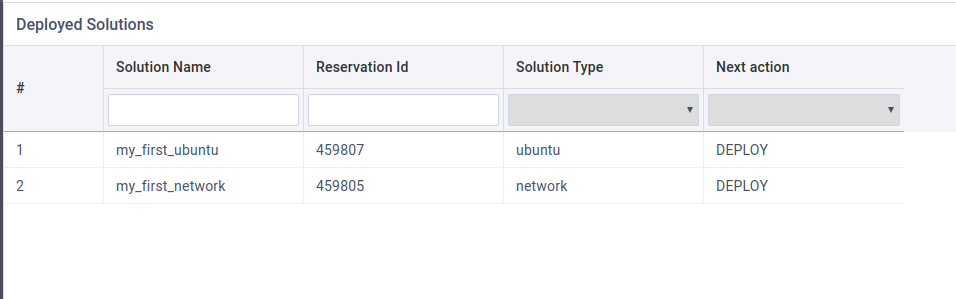 Deployed Solutions
# Solution Name Reservation Id Solution Type Next action
1 my_first_ubuntu 459807 ubuntu DEPLOY
2 my_first_network 459805 network DEPLOY